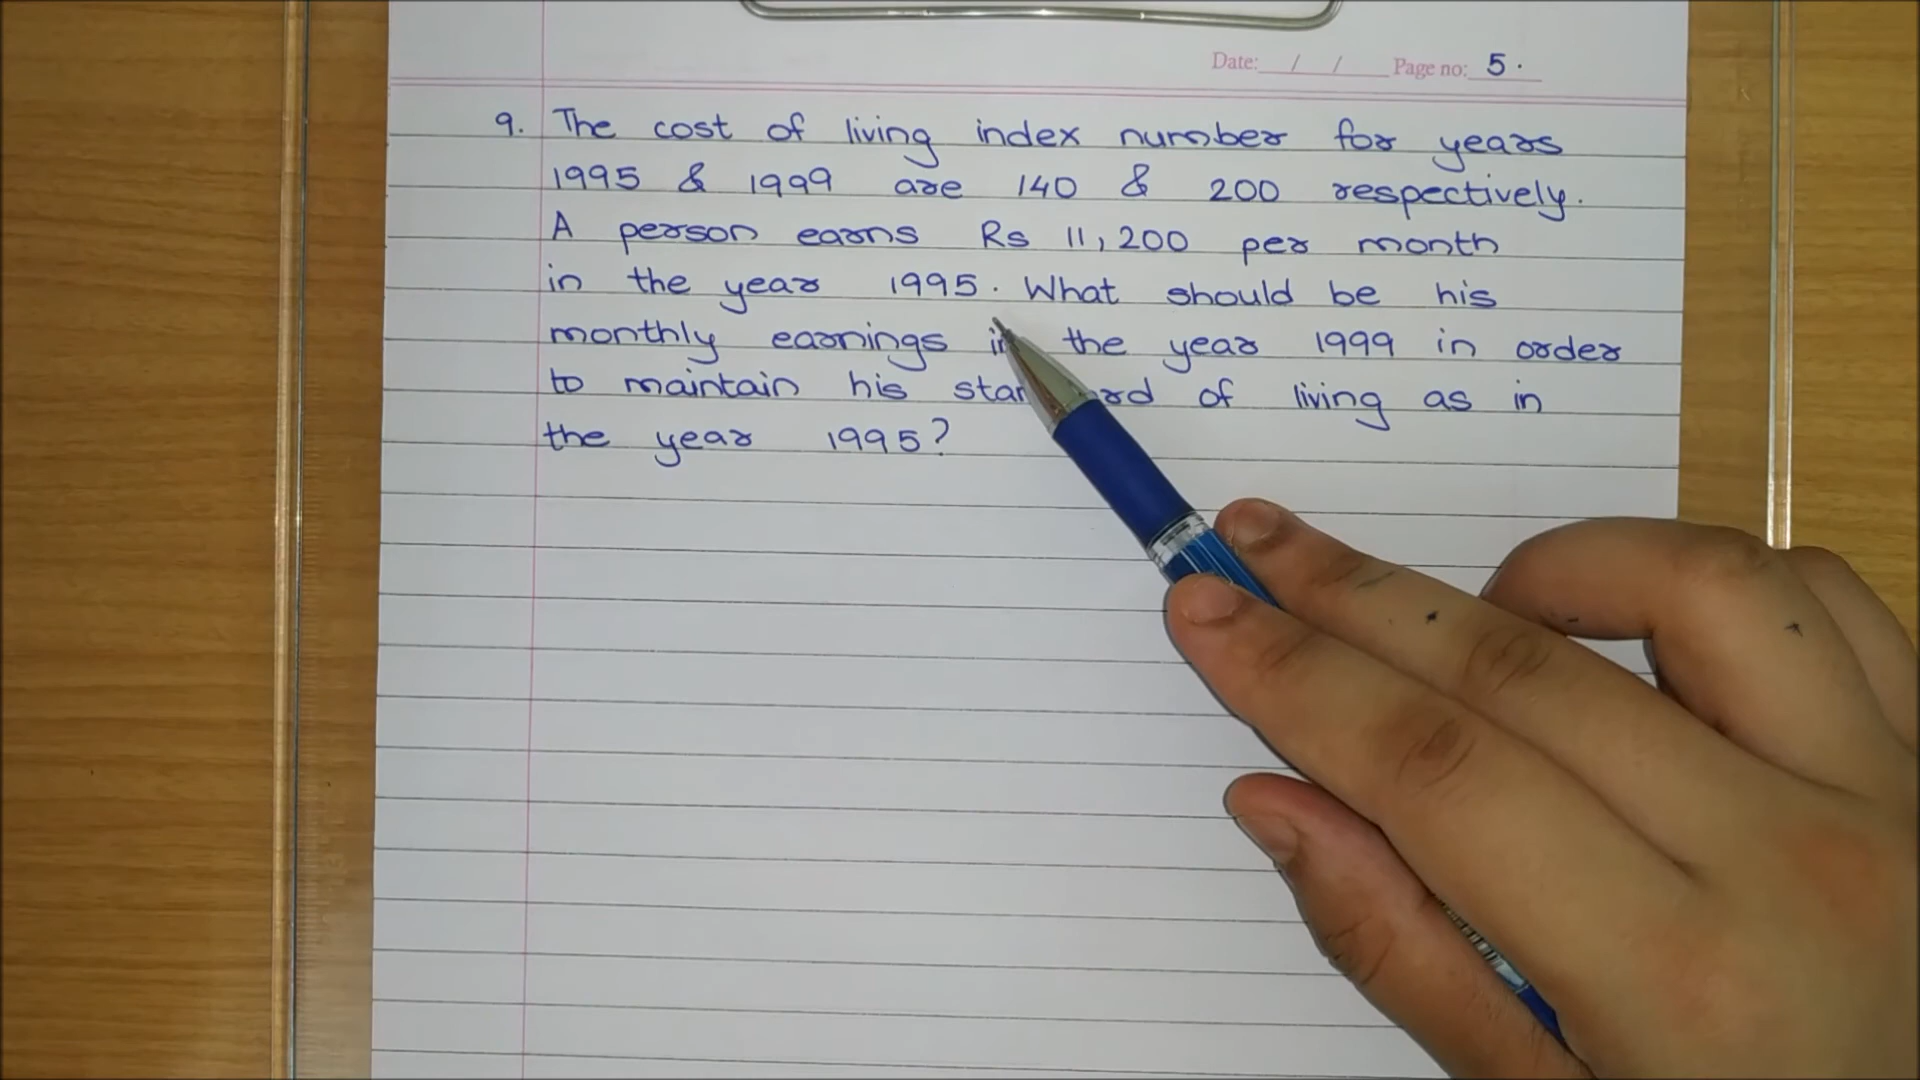 Date: / / Page no: 5.
9. The cost of living index number for years
1995 & 1999 are 140 & 200 respectively.
A person earns Rs 11,200 per month
in the year 1995. What should be his
monthly earnings in the year 1999 in order
to maintain his standard of living as in
the year 1995?